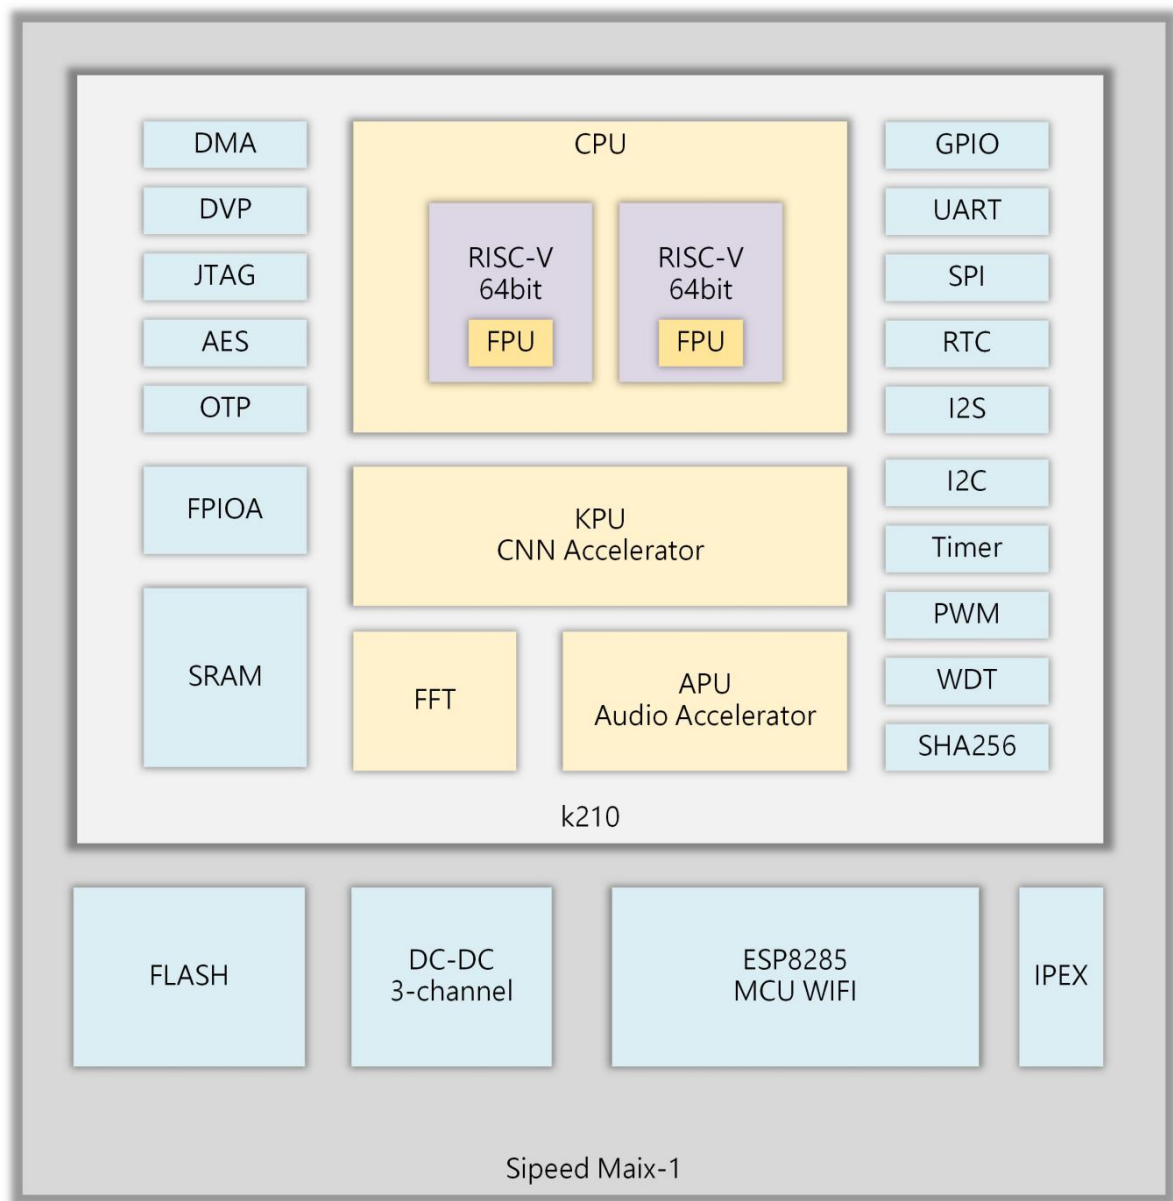 DMA
DVP
JTAG
AES
OTP
FPIOA
SRAM
CPU
RISC-V
64bit
FPU
RISC-V
64bit
FPU
KPU
CNN Accelerator
FFT
APU
Audio Accelerator
GPIO
UART
SPI
RTC
I2S
I2C
Timer
PWM
WDT
SHA256
k210
FLASH
DC-DC
3-channel
ESP8285
MCU WIFI
IPEX
Sipeed Maix-1